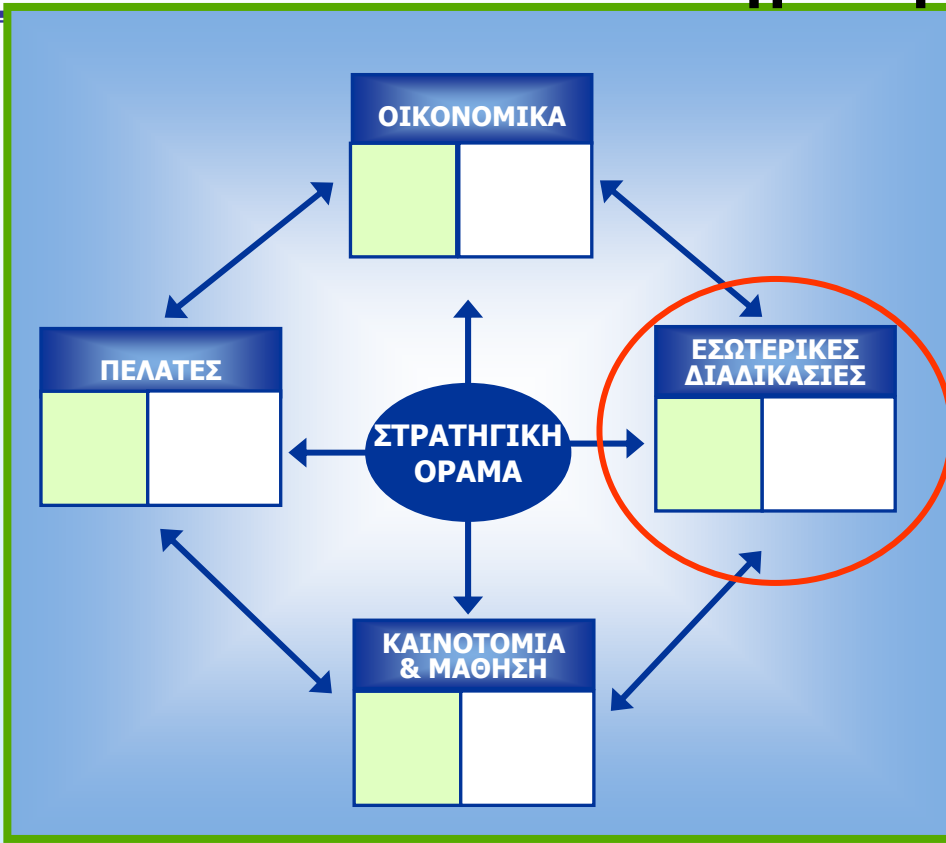 ΟΙΚΟΝΟΜΙΚΑ
ΠΕΛΑΤΕΣ
ΕΣΩΤΕΡΙΚΕΣ
ΔΙΑΔΙΚΑΣΙΕΣ
ΣΤΡΑΤΗΓΙΚΗ
ΟΡΑΜΑ
ΚΑΙΝΟΤΟΜΙΑ
& ΜΑΘΗΣΗ